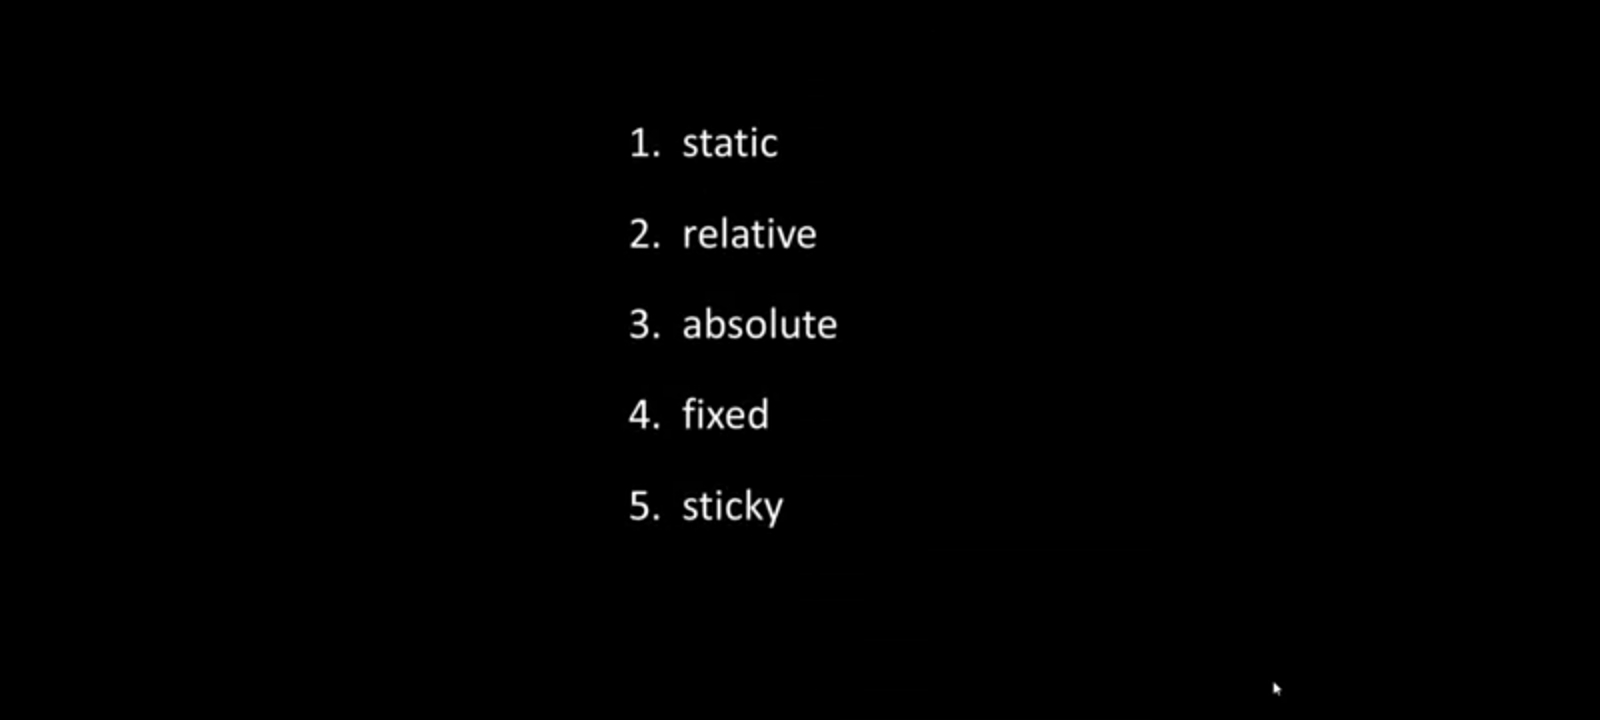 1. static
2. relative
3. absolute
4. fixed
5. sticky